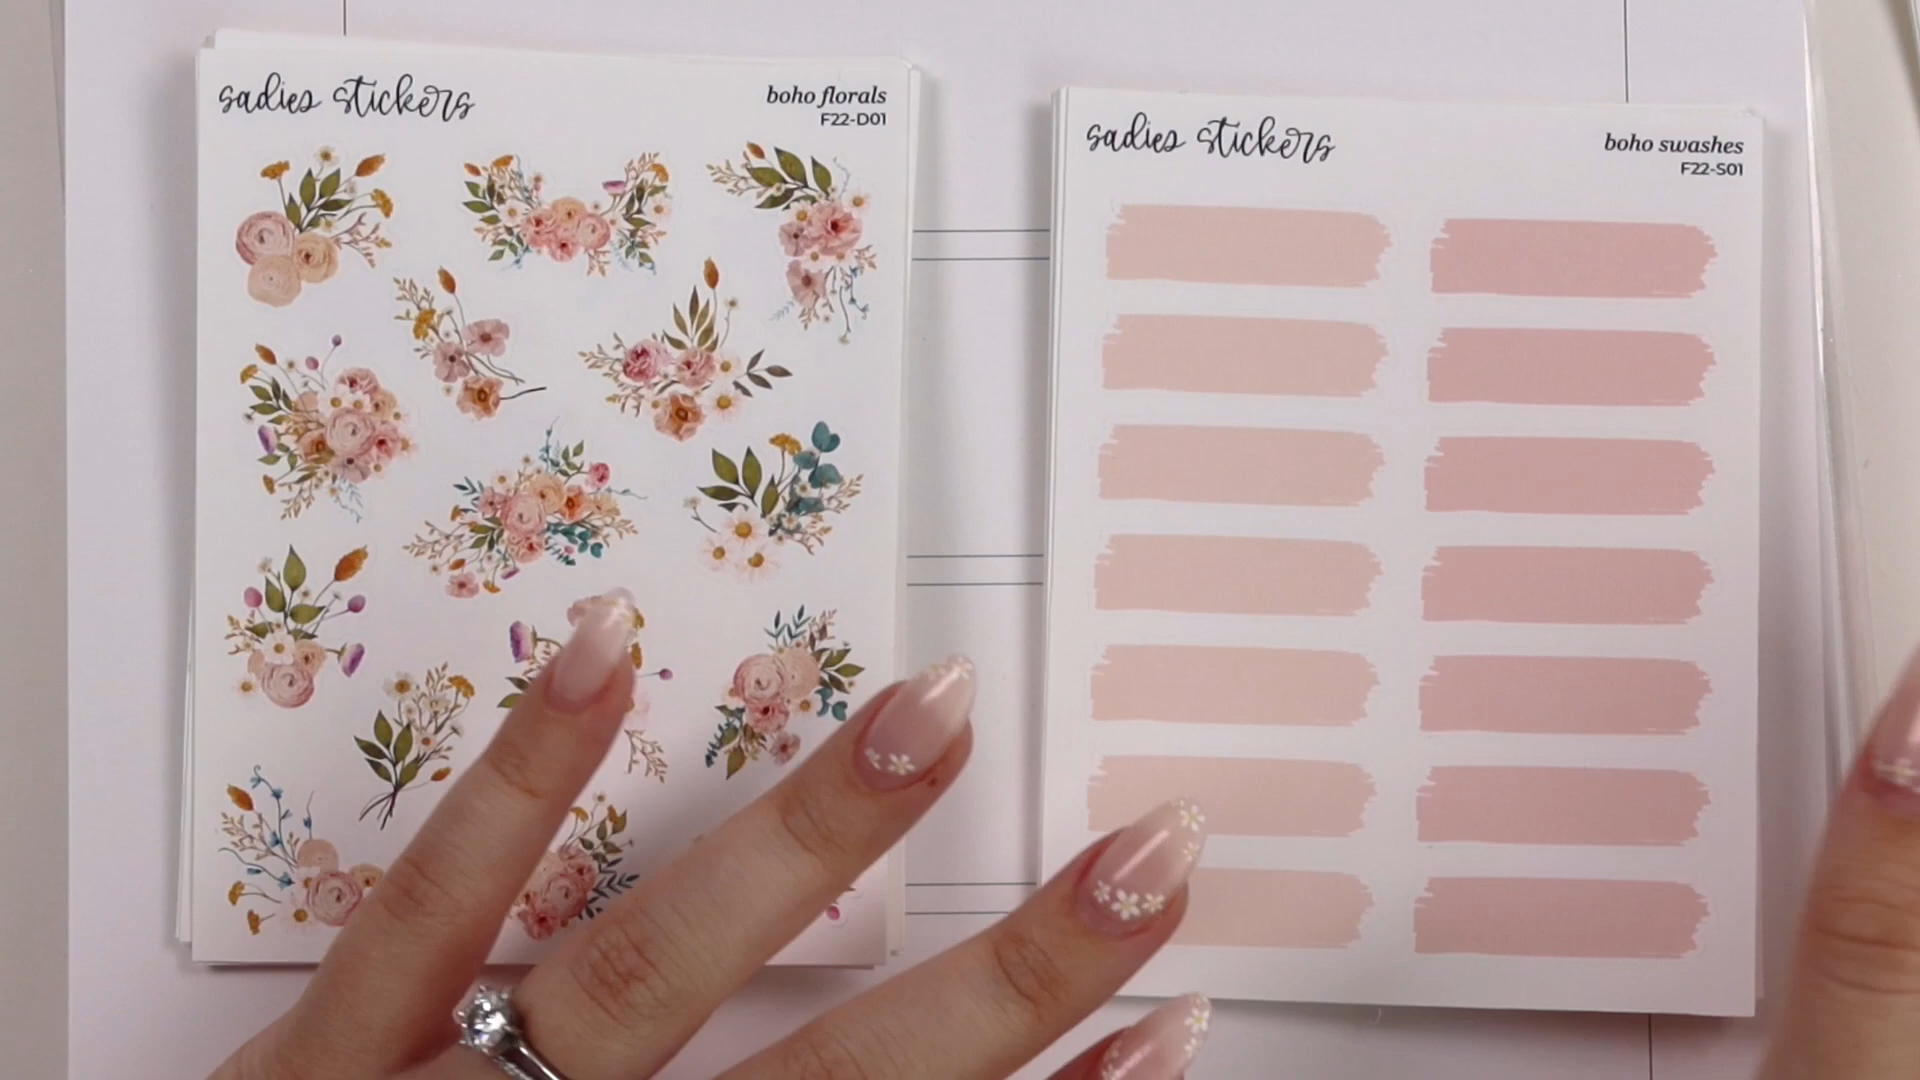 sadies stickers
boho florals
F22-D01
sadies stickers
boho swashes
F22-S01